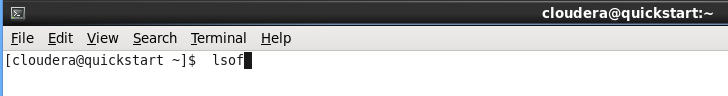 cloudera@quickstart:~
File Edit View Search Terminal Help
[cloudera@quickstart ~]$  lsof